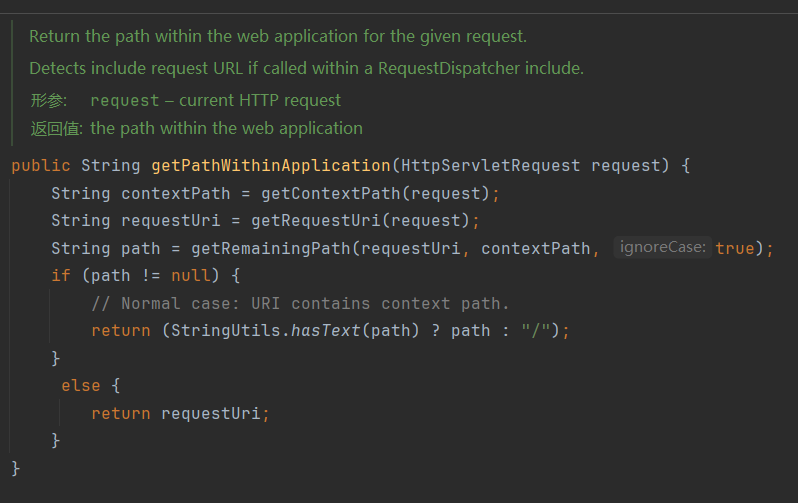 Return the path within the web application for the given request.
Detects include request URL if called within a RequestDispatcher include.
形参: request – current HTTP request
返回值: the path within the web application
public String getPathWithinApplication(HttpServletRequest request) {
    String contextPath = getContextPath(request);
    String requestUri = getRequestUri(request);
    String path = getRemainingPath(requestUri, contextPath, ignoreCase: true);
    if (path != null) {
        // Normal case: URI contains context path.
        return (StringUtils.hasText(path) ? path : "/");
    }
     else {
        return requestUri;
    }
}